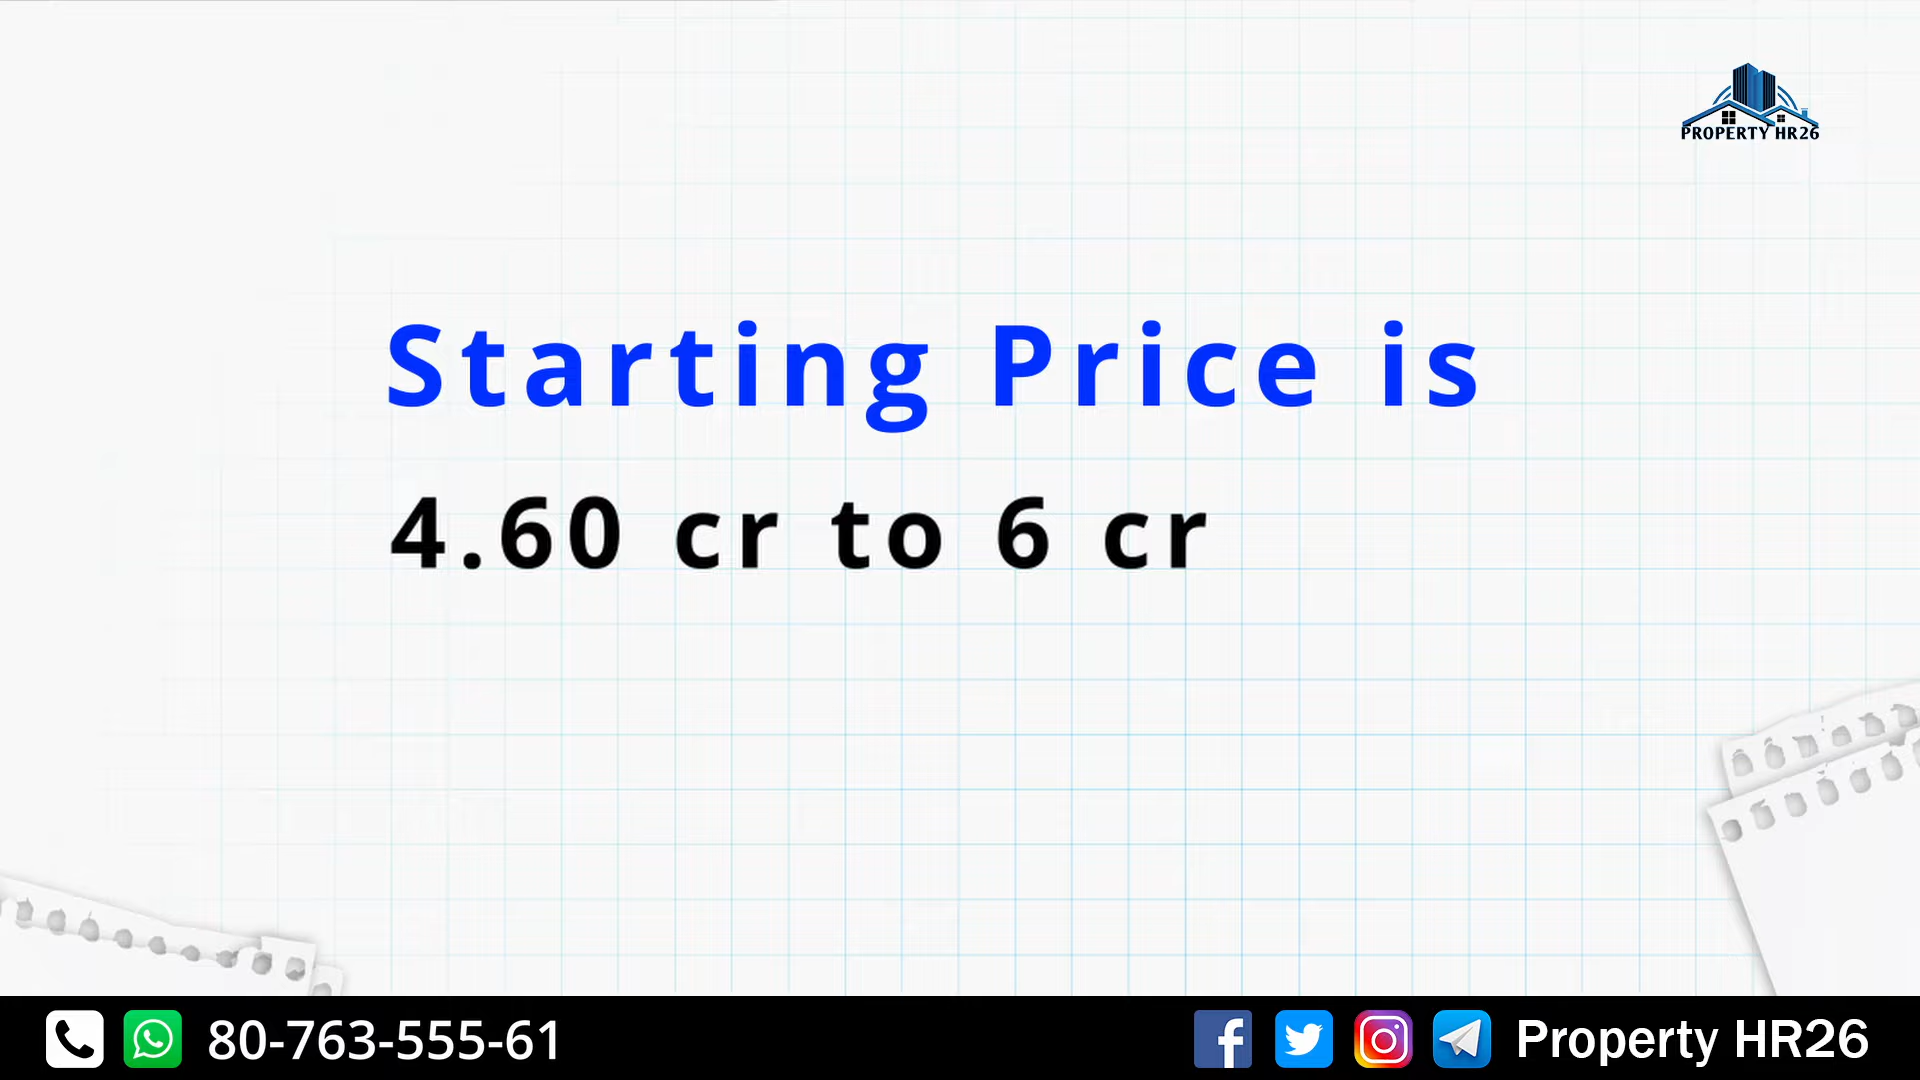 PROPERTY HR26
Starting Price is
4.60 cr to 6 cr
80-763-555-61
Property HR26